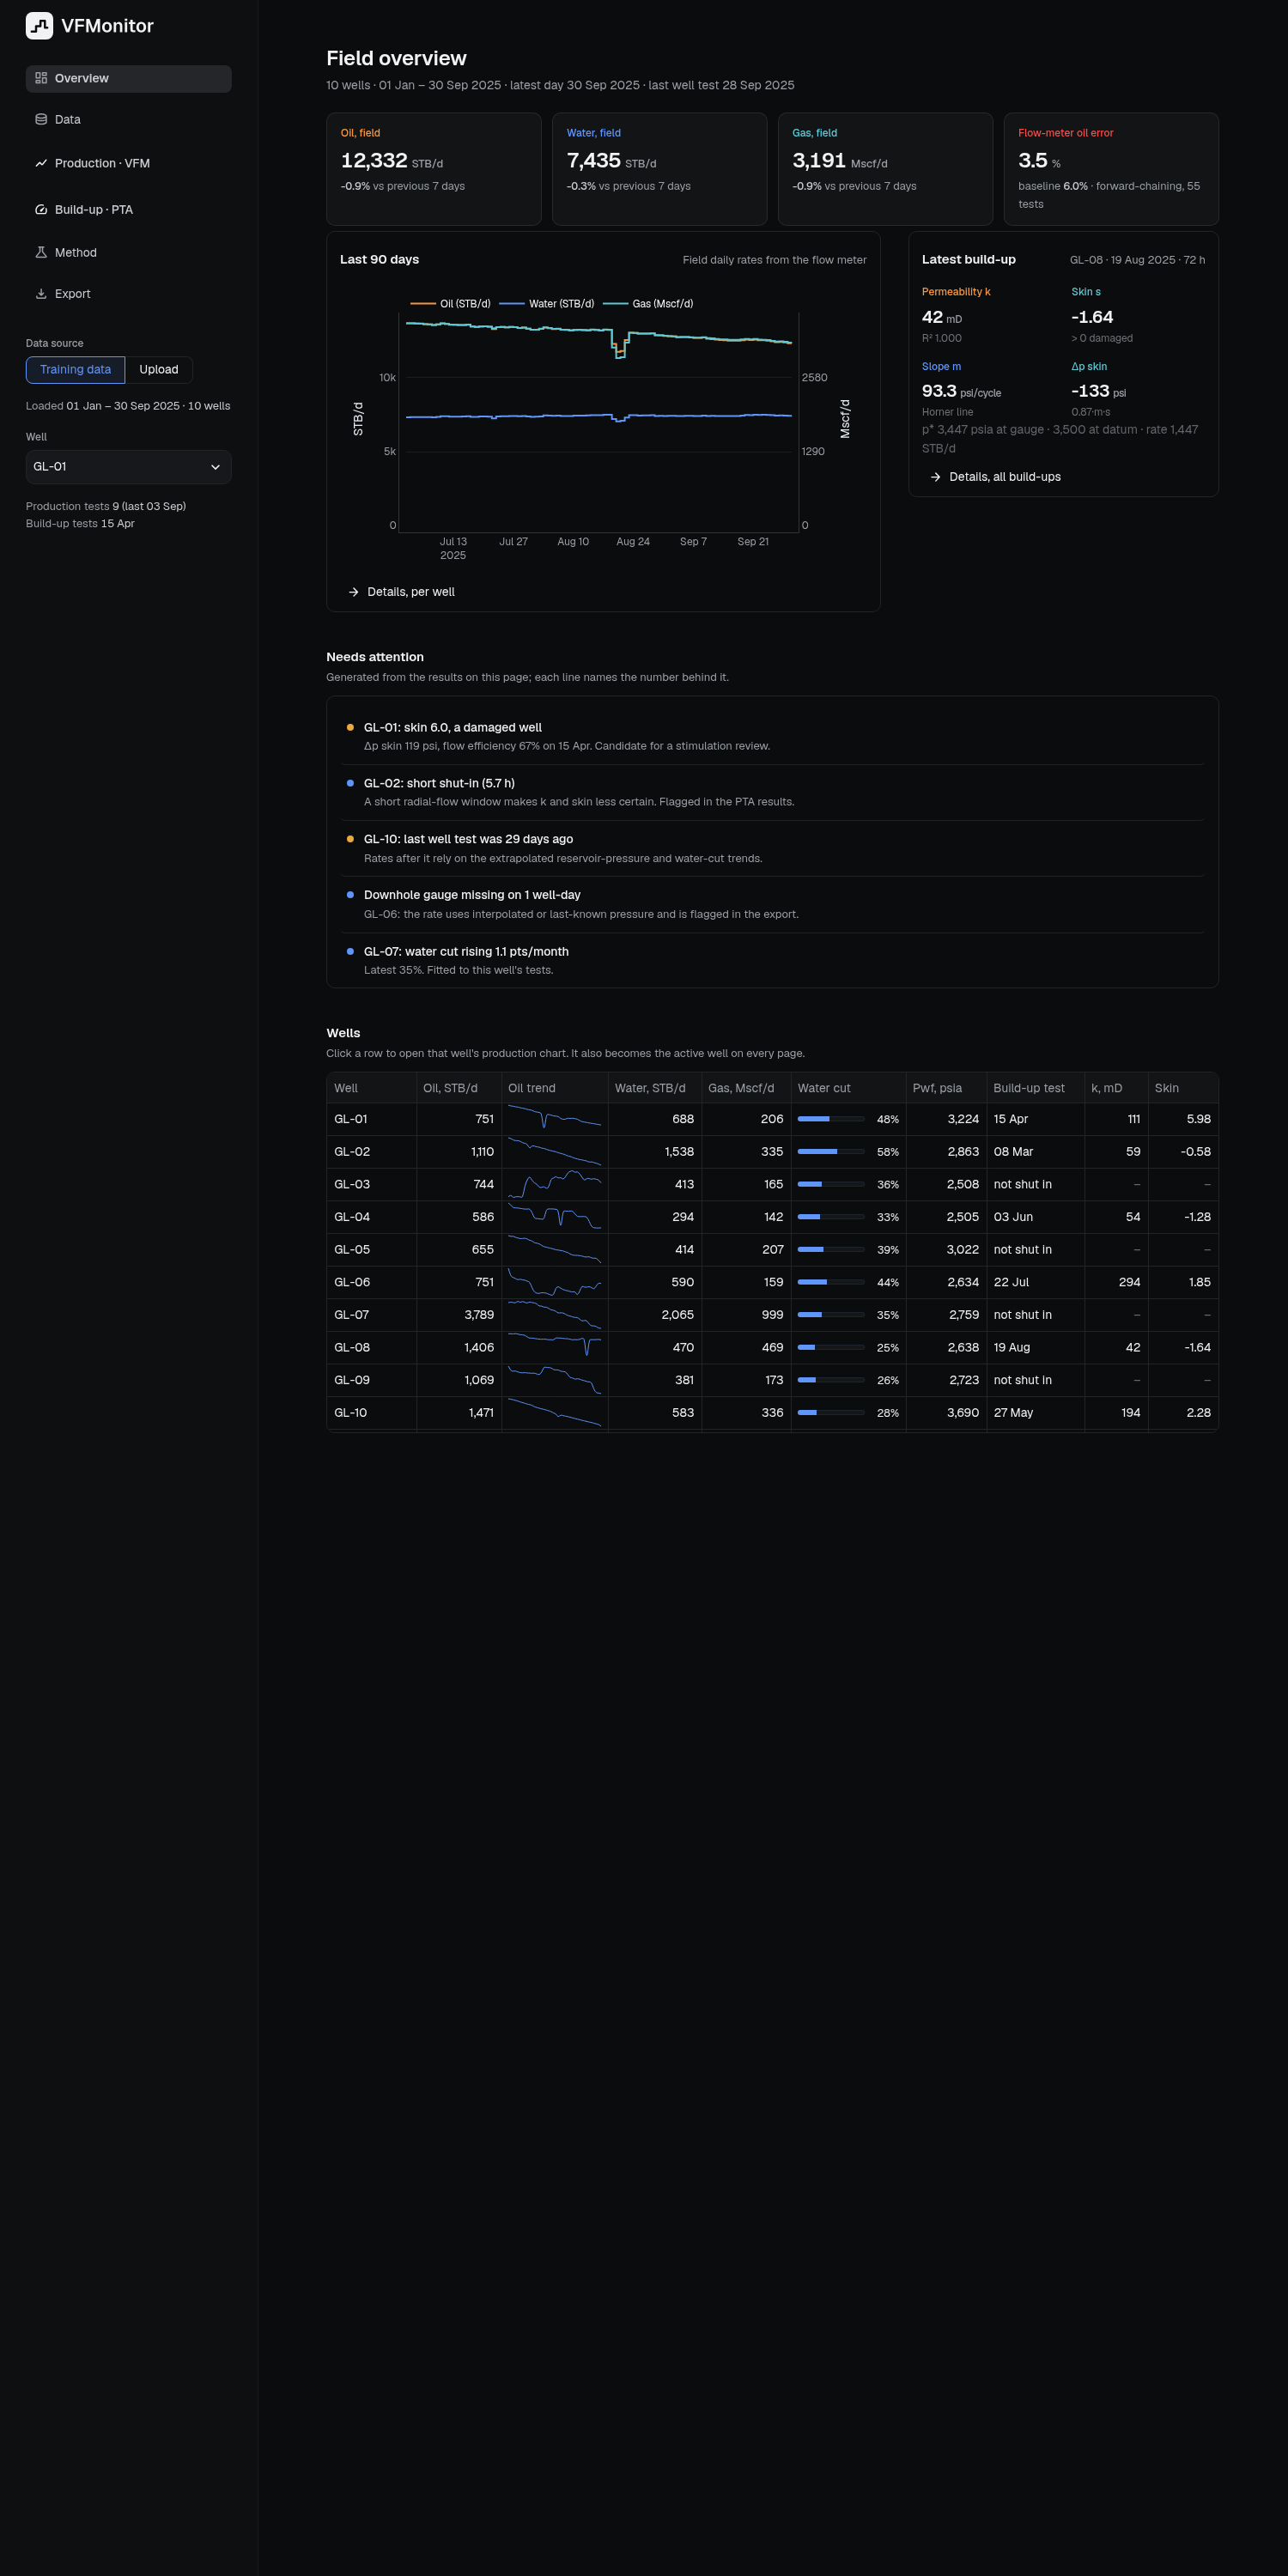 VFMonitor
Overview
Data
Production · VFM
Build-up · PTA
Method
Export
Data source
Training data Upload
Loaded 01 Jan – 30 Sep 2025 · 10 wells
Well
GL-01
Production tests 9 (last 03 Sep)
Build-up tests 15 Apr
Field overview
10 wells · 01 Jan – 30 Sep 2025 · latest day 30 Sep 2025 · last well test 28 Sep 2025
Oil, field
12,332 STB/d
-0.9% vs previous 7 days
Water, field
7,435 STB/d
-0.3% vs previous 7 days
Gas, field
3,191 Mscf/d
-0.9% vs previous 7 days
Flow-meter oil error
3.5 %
baseline 6.0% · forward-chaining, 55
tests
Last 90 days
Field daily rates from the flow meter
Oil (STB/d) Water (STB/d) Gas (Mscf/d)
STB/d
10k
5k
0
Mscf/d
2580
1290
0
Jul 13 Jul 27 Aug 10 Aug 24 Sep 7 Sep 21
2025
Details, per well
Latest build-up
GL-08 · 19 Aug 2025 · 72 h
Permeability k
42 mD
R² 1.000
Skin s
-1.64
> 0 damaged
Slope m
93.3 psi/cycle
Horner line
Δp skin
-133 psi
0.87·m·s
p* 3,447 psia at gauge · 3,500 at datum · rate 1,447
STB/d
Details, all build-ups
Needs attention
Generated from the results on this page; each line names the number behind it.
GL-01: skin 6.0, a damaged well
Δp skin 119 psi, flow efficiency 67% on 15 Apr. Candidate for a stimulation review.
GL-02: short shut-in (5.7 h)
A short radial-flow window makes k and skin less certain. Flagged in the PTA results.
GL-10: last well test was 29 days ago
Rates after it rely on the extrapolated reservoir-pressure and water-cut trends.
Downhole gauge missing on 1 well-day
GL-06: the rate uses interpolated or last-known pressure and is flagged in the export.
GL-07: water cut rising 1.1 pts/month
Latest 35%. Fitted to this well's tests.
Wells
Click a row to open that well's production chart. It also becomes the active well on every page.
Well Oil, STB/d Oil trend Water, STB/d Gas, Mscf/d Water cut Pwf, psia Build-up test k, mD Skin
GL-01 751 688 206 48% 3,224 15 Apr 111 5.98
GL-02 1,110 1,538 335 58% 2,863 08 Mar 59 -0.58
GL-03 744 413 165 36% 2,508 not shut in – –
GL-04 586 294 142 33% 2,505 03 Jun 54 -1.28
GL-05 655 414 207 39% 3,022 not shut in – –
GL-06 751 590 159 44% 2,634 22 Jul 294 1.85
GL-07 3,789 2,065 999 35% 2,759 not shut in – –
GL-08 1,406 470 469 25% 2,638 19 Aug 42 -1.64
GL-09 1,069 381 173 26% 2,723 not shut in – –
GL-10 1,471 583 336 28% 3,690 27 May 194 2.28